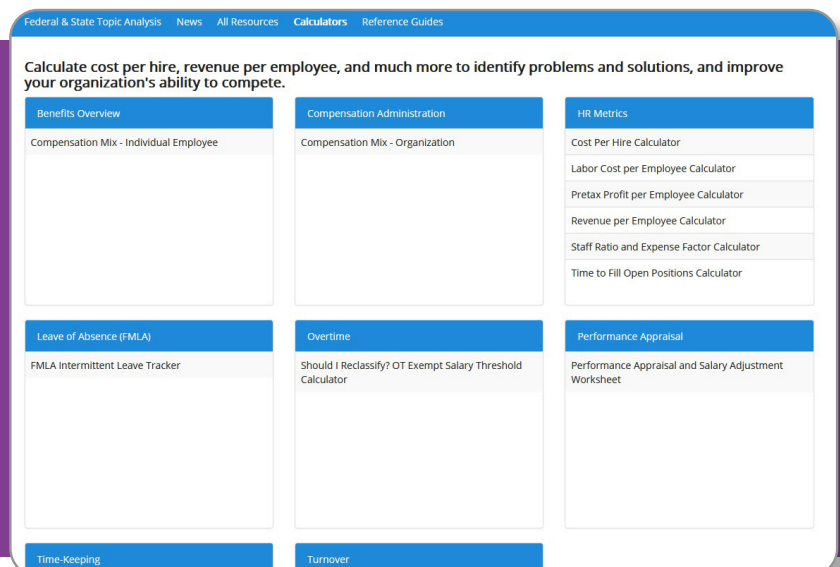 Federal & State Topic Analysis News All Resources Calculators Reference Guides
Calculate cost per hire, revenue per employee, and much more to identify problems and solutions, and improve
your organization's ability to compete.
Benefits Overview
Compensation Mix - Individual Employee
Compensation Administration
Compensation Mix - Organization
HR Metrics
Cost Per Hire Calculator
Labor Cost per Employee Calculator
Pretax Profit per Employee Calculator
Revenue per Employee Calculator
Staff Ratio and Expense Factor Calculator
Time to Fill Open Positions Calculator
Leave of Absence (FMLA)
FMLA Intermittent Leave Tracker
Overtime
Should I Reclassify? OT Exempt Salary Threshold
Calculator
Performance Appraisal
Performance Appraisal and Salary Adjustment
Worksheet
Time-Keeping
Turnover